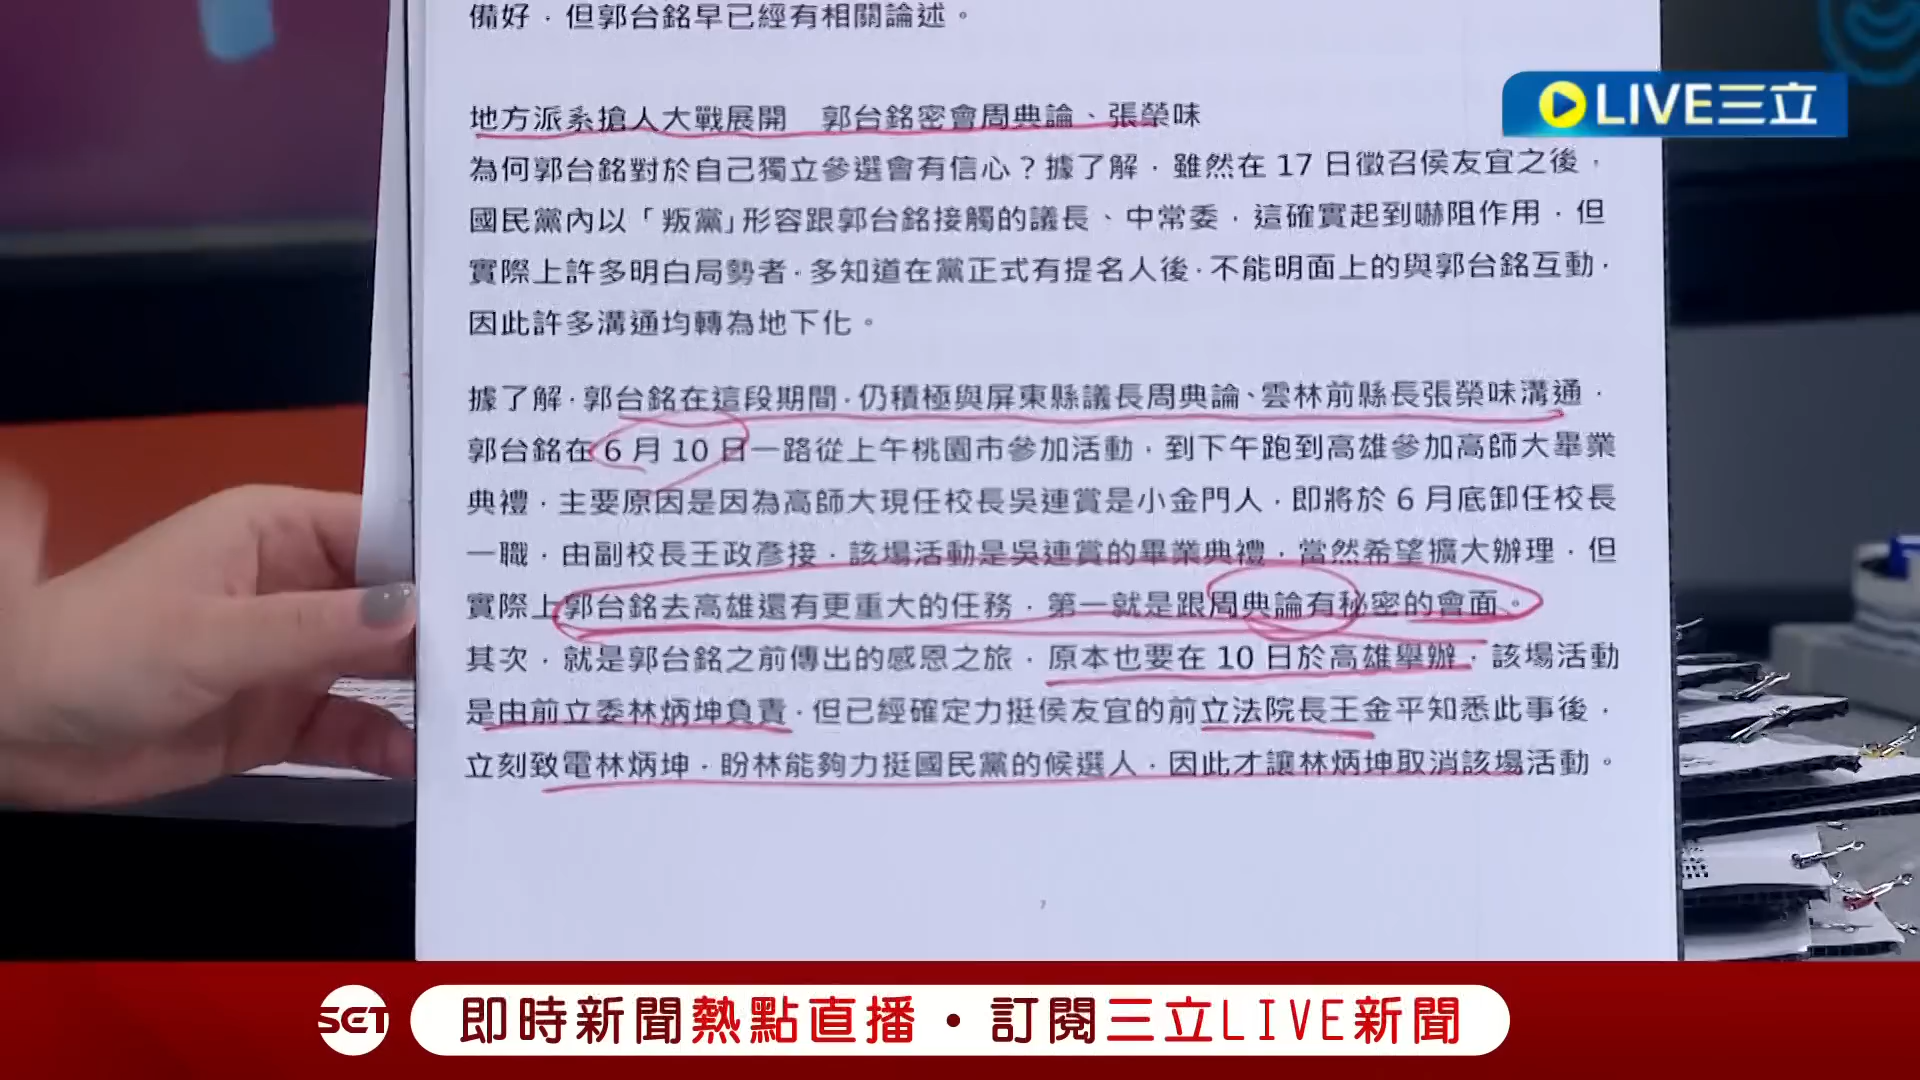 備好，但郭台銘早已經有相關論述。
LIVE三立
地方派系搶人大戰展開　郭台銘密會周典論、張榮味
為何郭台銘對於自己獨立參選會有信心？據了解，雖然在 17 日徵召侯友宜之後，
國民黨內以「叛黨」形容跟郭台銘接觸的議長、中常委，這確實起到嚇阻作用，但
實際上許多明白局勢者，多知道在黨正式有提名人後，不能明面上的與郭台銘互動，
因此許多溝通均轉為地下化。
據了解，郭台銘在這段期間，仍積極與屏東縣議長周典論、雲林前縣長張榮味溝通，
郭台銘在 6 月 10 日一路從上午桃園市參加活動，到下午跑到高雄參加高師大畢業
典禮，主要原因是因為高師大現任校長吳連賞是小金門人，即將於 6 月底卸任校長
一職，由副校長王政彥接，該場活動是吳連賞的畢業典禮，當然希望擴大辦理，但
實際上郭台銘去高雄還有更重大的任務，第一就是跟周典論有秘密的會面。
其次，就是郭台銘之前傳出的感恩之旅，原本也要在 10 日於高雄舉辦，該場活動
是由前立委林炳坤負責，但已經確定力挺侯友宜的前立法院長王金平知悉此事後，
立刻致電林炳坤，盼林能夠力挺國民黨的候選人，因此才讓林炳坤取消該場活動。
7
SET 即時新聞熱點直播・訂閱三立LIVE新聞